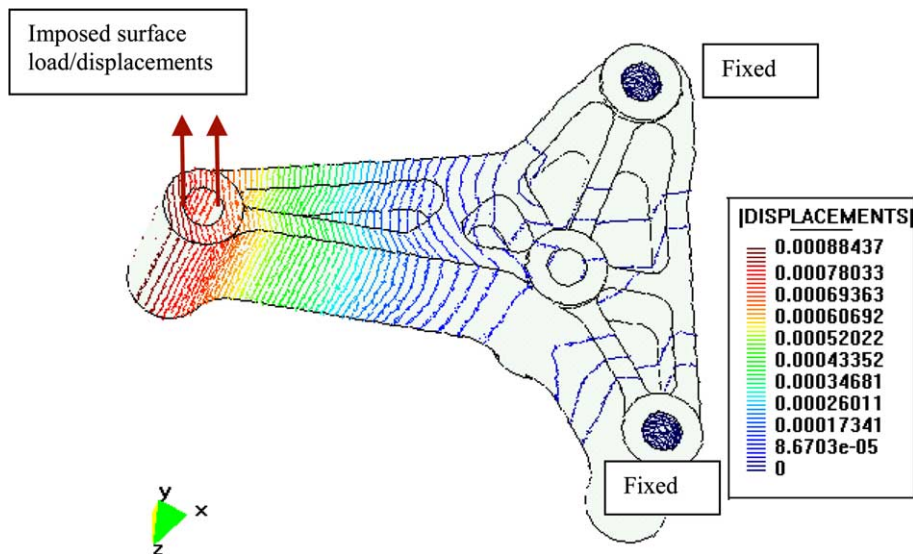 Imposed surface
load/displacements
Fixed
|DISPLACEMENTS|
0.00088437
0.00078033
0.00069363
0.00060692
0.00052022
0.00043352
0.00034681
0.00026011
0.00017341
8.6703e-05
0
Fixed
y
x
z